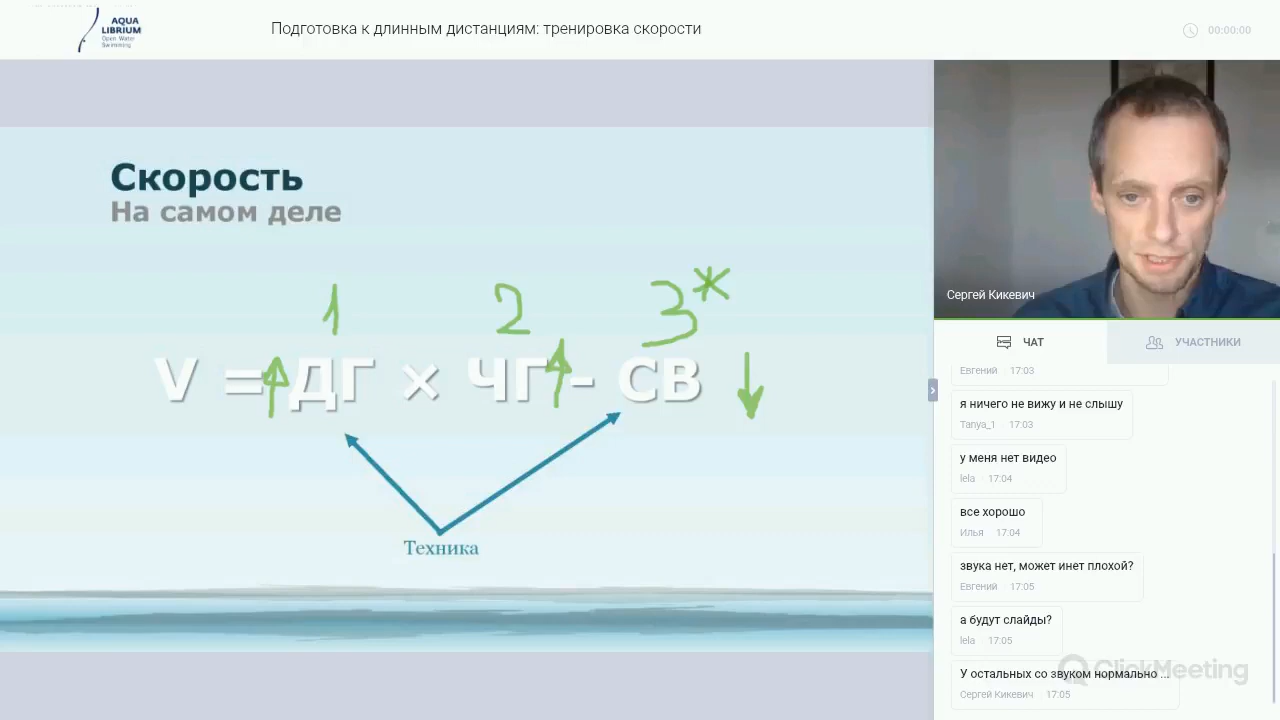 AQUA
LIBRIUM
Open Water
Swimming
Подготовка к длинным дистанциям: тренировка скорости
00:00:00
Скорость
На самом деле
1 2 3*
V = ДГ × ЧГ - СВ
Техника
Сергей Кикевич
ЧАТ
УЧАСТНИКИ
Евгений 17:03
я ничего не вижу и не слышу
Tanya_1 17:03
у меня нет видео
lela 17:04
все хорошо
Илья 17:04
звука нет, может инет плохой?
Евгений 17:05
а будут слайды?
lela 17:05
У остальных со звуком нормально ...
Сергей Кикевич 17:05
ClickMeeting